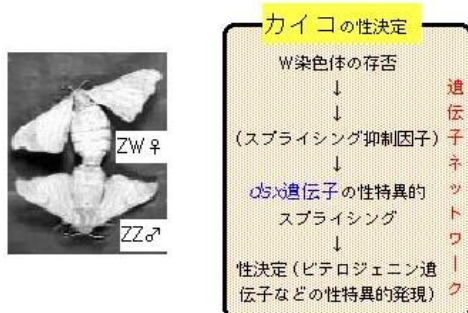 カイコの性決定
W染色体の存否
↓
↓
(スプライシング抑制因子)
↓
dsx遺伝子の性特異的
スプライシング
↓
性決定(ビテロジェニン遺
伝子などの性特異的発現)
遺伝子ネットワーク
ZW♀
ZZ♂